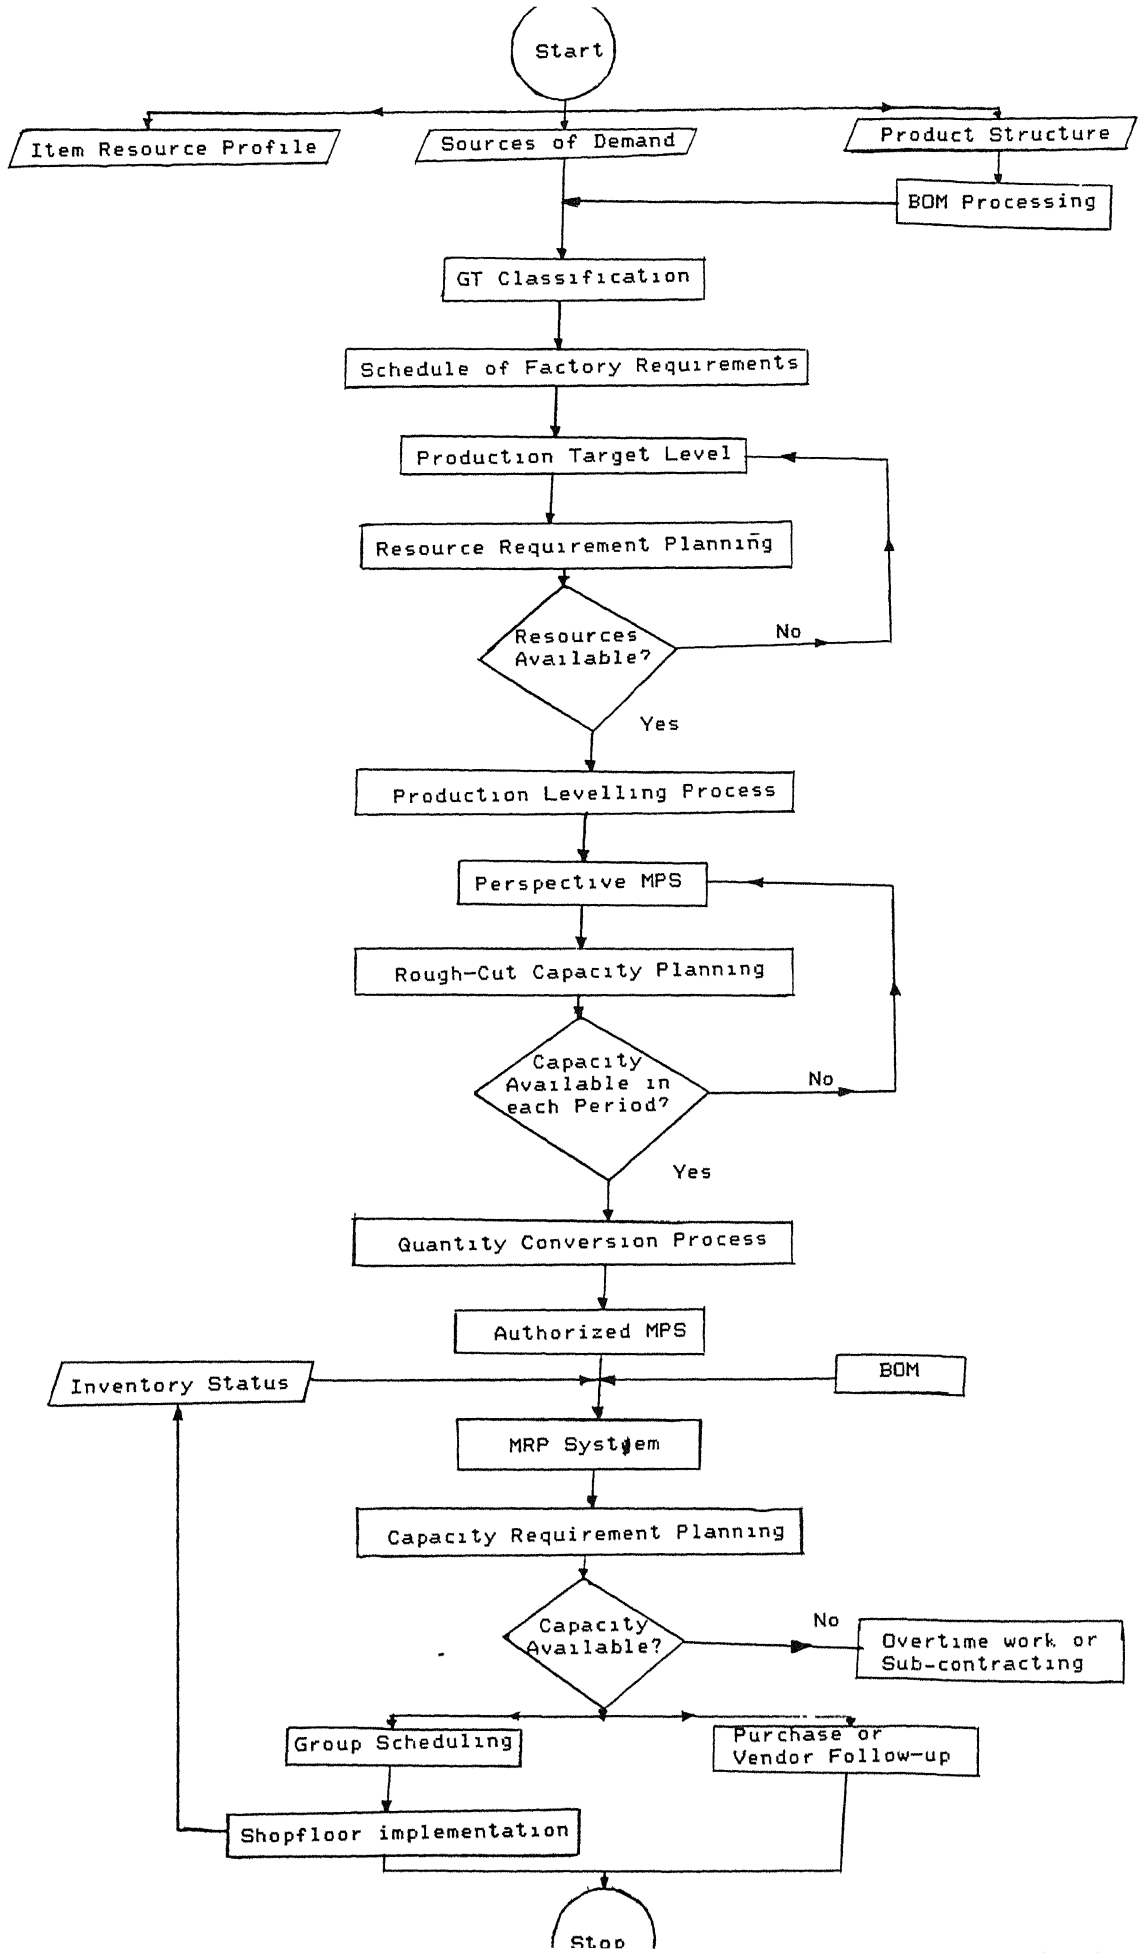 Start
Item Resource Profile
Sources of Demand
Product Structure
BOM Processing
GT Classification
Schedule of Factory Requirements
Production Target Level
Resource Requirement Planning
Resources
Available?
No
Yes
Production Levelling Process
Perspective MPS
Rough-Cut Capacity Planning
Capacity
Available in
each Period?
No
Yes
Quantity Conversion Process
Authorized MPS
Inventory Status
BOM
MRP System
Capacity Requirement Planning
Capacity
Available?
No
Overtime work or
Sub-contracting
Group Scheduling
Purchase or
Vendor Follow-up
Shopfloor implementation
Stop